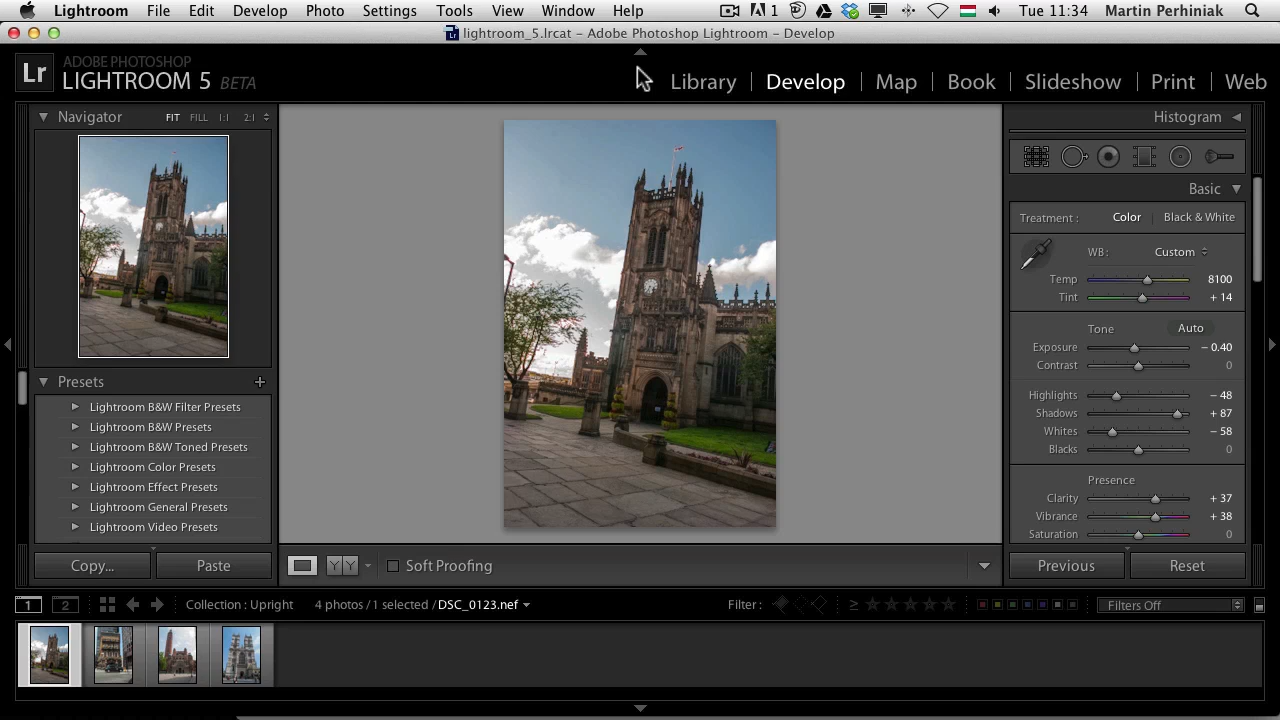 Lightroom File Edit Develop Photo Settings Tools View Window Help 1 Tue 11:34 Martin Perhiniak
lightroom_5.lrcat – Adobe Photoshop Lightroom – Develop
Lr
ADOBE PHOTOSHOP
LIGHTROOM 5 BETA
Library | Develop | Map | Book | Slideshow | Print | Web
Navigator FIT FILL 1:1 2:1
Presets +
Lightroom B&W Filter Presets
Lightroom B&W Presets
Lightroom B&W Toned Presets
Lightroom Color Presets
Lightroom Effect Presets
Lightroom General Presets
Lightroom Video Presets
Copy... Paste
Histogram
Basic
Treatment : Color | Black & White
WB : Custom
Temp 8100
Tint + 14
Tone Auto
Exposure – 0.40
Contrast 0
Highlights – 48
Shadows + 87
Whites – 58
Blacks 0
Presence
Clarity + 37
Vibrance + 38
Saturation 0
Previous Reset
Y Y Soft Proofing
1 2 Collection : Upright 4 photos / 1 selected / DSC_0123.nef Filter : ≥ Filters Off